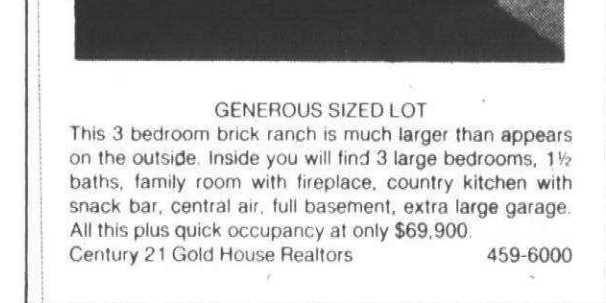 GENEROUS SIZED LOT
This 3 bedroom brick ranch is much larger than appears
on the outside. Inside you will find 3 large bedrooms, 1½
baths, family room with fireplace, country kitchen with
snack bar, central air, full basement, extra large garage.
All this plus quick occupancy at only $69,900.
Century 21 Gold House Realtors 459-6000